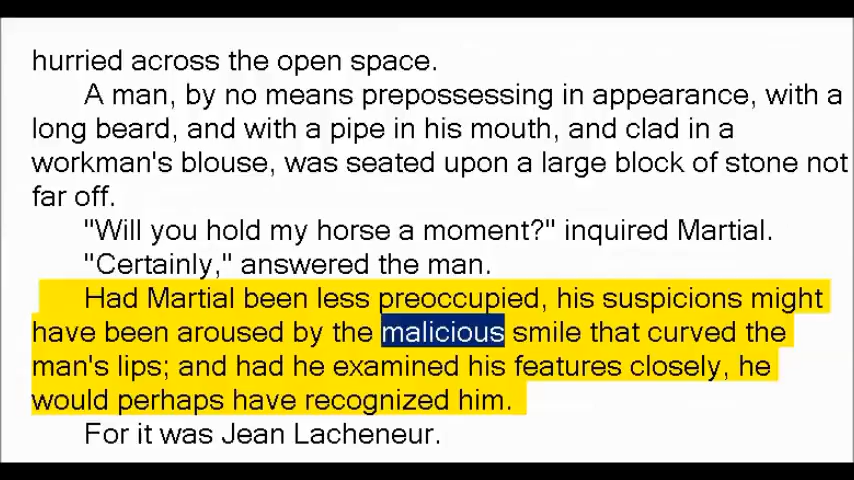 hurried across the open space.
A man, by no means prepossessing in appearance, with a
long beard, and with a pipe in his mouth, and clad in a
workman's blouse, was seated upon a large block of stone not
far off.
"Will you hold my horse a moment?" inquired Martial.
"Certainly," answered the man.
Had Martial been less preoccupied, his suspicions might
have been aroused by the malicious smile that curved the
man's lips; and had he examined his features closely, he
would perhaps have recognized him.
For it was Jean Lacheneur.